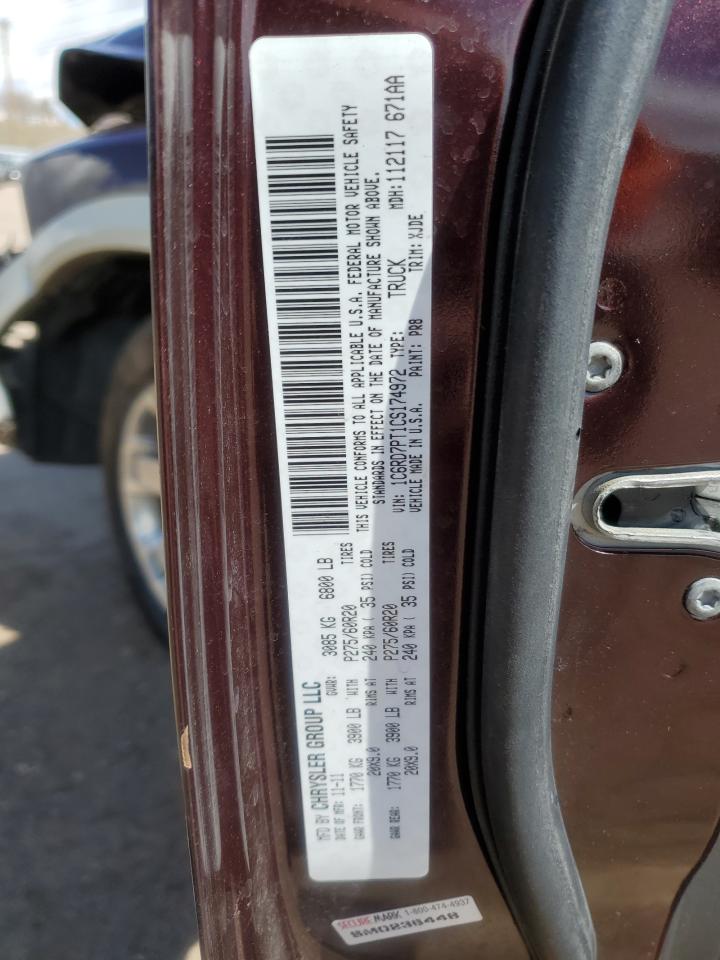 MFD BY CHRYSLER GROUP LLC
DATE OF MFR: 11-11 GVWR: 3085 KG 6800 LB
GAWR FRONT: 1770 KG 3900 LB WITH P275/60R20 TIRES
20X9.0 RIMS AT 240 KPA ( 35 PSI) COLD
GAWR REAR: 1770 KG 3900 LB WITH P275/60R20 TIRES
20X9.0 RIMS AT 240 KPA ( 35 PSI) COLD
THIS VEHICLE CONFORMS TO ALL APPLICABLE U.S.A. FEDERAL MOTOR VEHICLE SAFETY
STANDARDS IN EFFECT ON THE DATE OF MANUFACTURE SHOWN ABOVE.
VIN: 1C6RD7PT1CS174972 TYPE: TRUCK MDH: 112117 671AA
VEHICLE MADE IN U.S.A. PAINT: PR8 TRIM: XJDE
SECURE MARK 1-800-474-4937
SM0236448